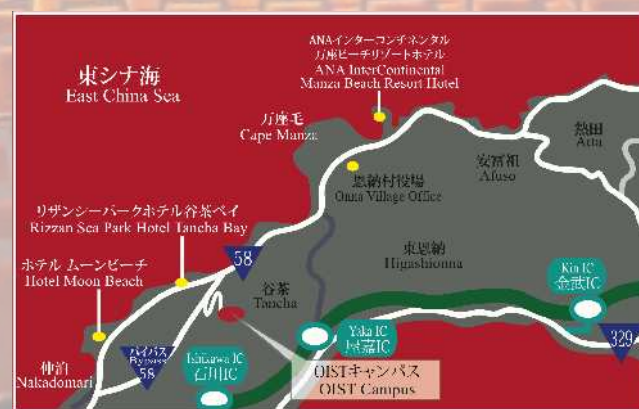 ANAインターコンチネンタル
万座ビーチリゾートホテル
ANA InterContinental
Manza Beach Resort Hotel
東シナ海
East China Sea
万座毛
Cape Manza
熱田
Atta
安富祖
Afuso
恩納村役場
Onna Village Office
リザンシーパークホテル谷茶ベイ
Rizzan Sea Park Hotel Tancha Bay
58
東恩納
Higashionna
ホテル ムーンビーチ
Hotel Moon Beach
谷茶
Tancha
Kin IC
金武IC
バイパス
Bypass
58
Ishikawa IC
石川IC
Yaka IC
屋嘉IC
329
仲泊
Nakadomari
OISTキャンパス
OIST Campus